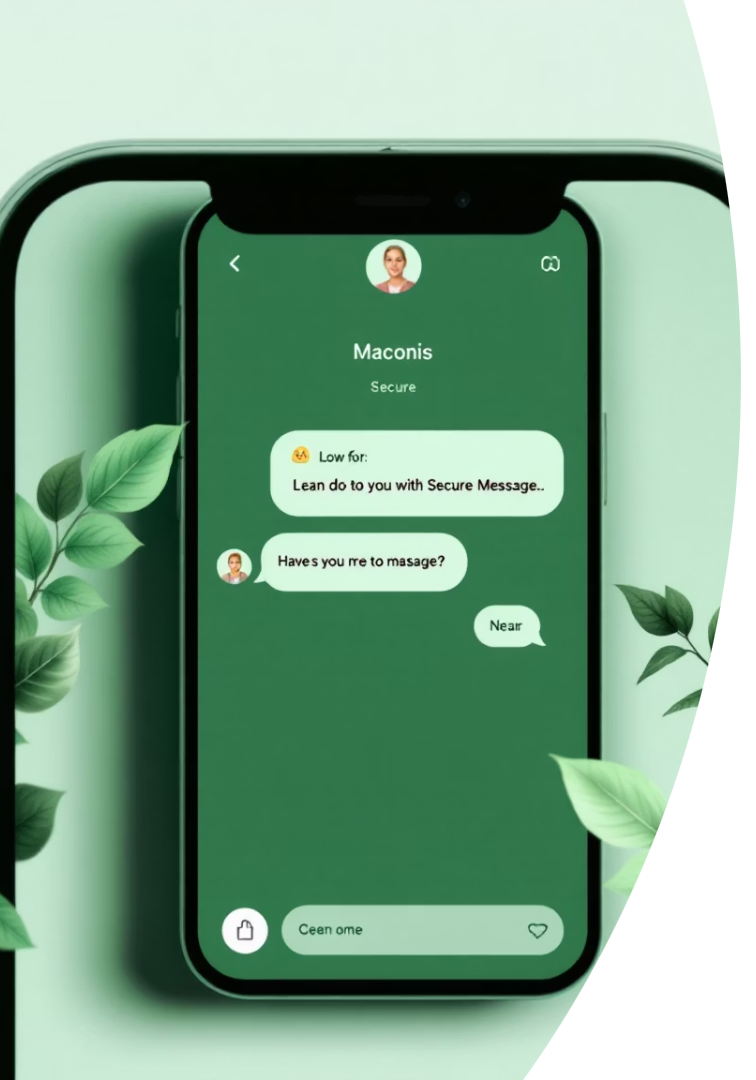 Maconis
Secure
Low for:
Lean do to you with Secure Message..
Haves you me to masage?
Near
Ceen ome